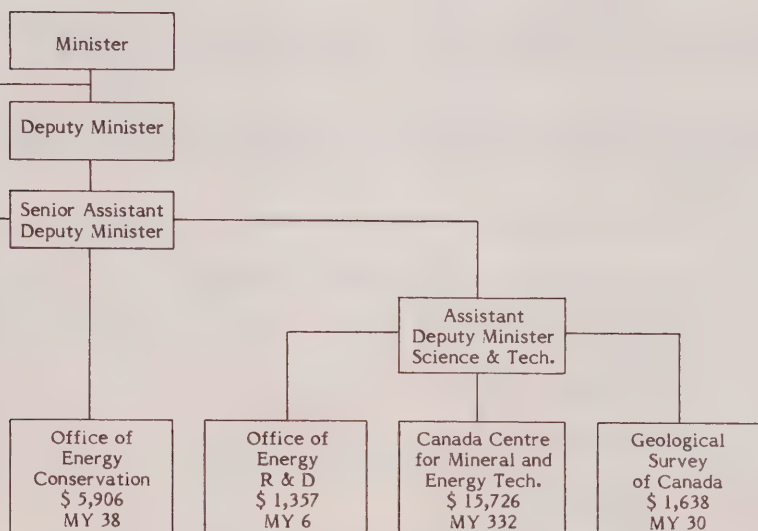 Minister
Deputy Minister
Senior Assistant
Deputy Minister
Assistant
Deputy Minister
Science & Tech.
Office of
Energy
Conservation
$ 5,906
MY 38
Office of
Energy
R & D
$ 1,357
MY 6
Canada Centre
for Mineral and
Energy Tech.
$ 15,726
MY 332
Geological
Survey
of Canada
$ 1,638
MY 30